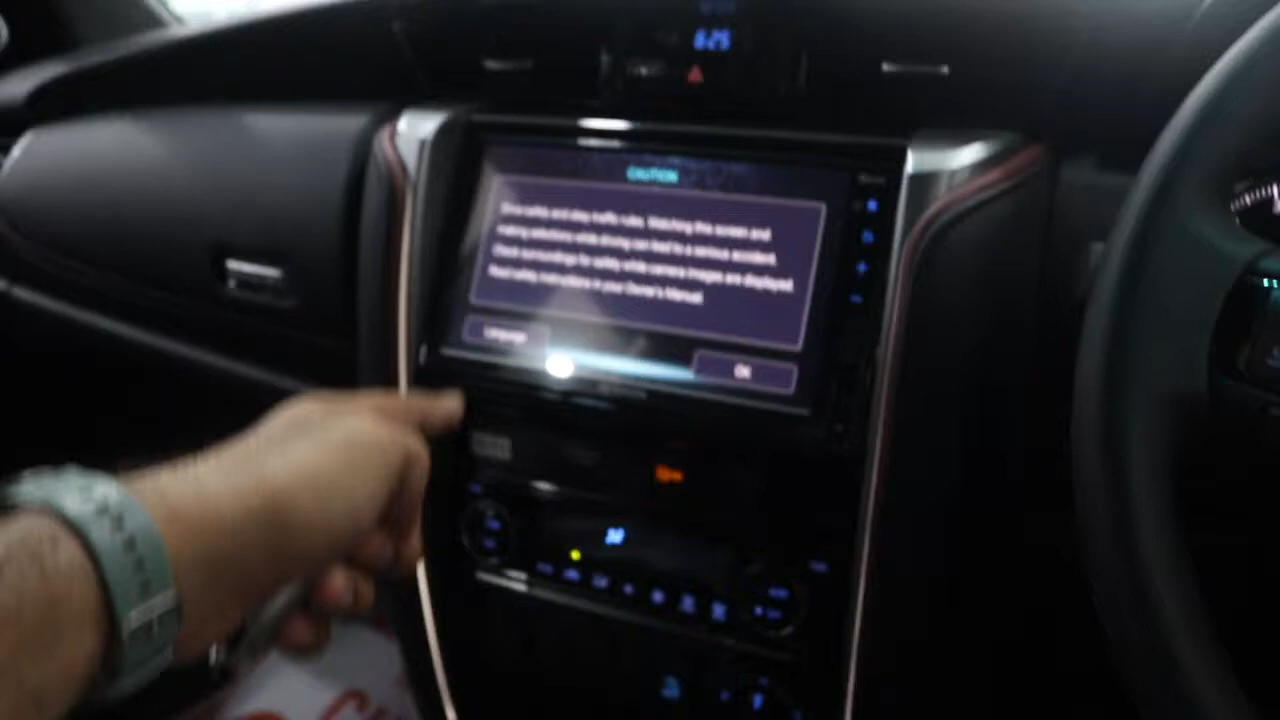 6:25
CAUTION
Drive safely and obey traffic rules. Watching this screen and
making selections while driving can lead to a serious accident.
Check surroundings for safety while camera images are displayed.
Read safety instructions in your Owner's Manual.
Language
OK